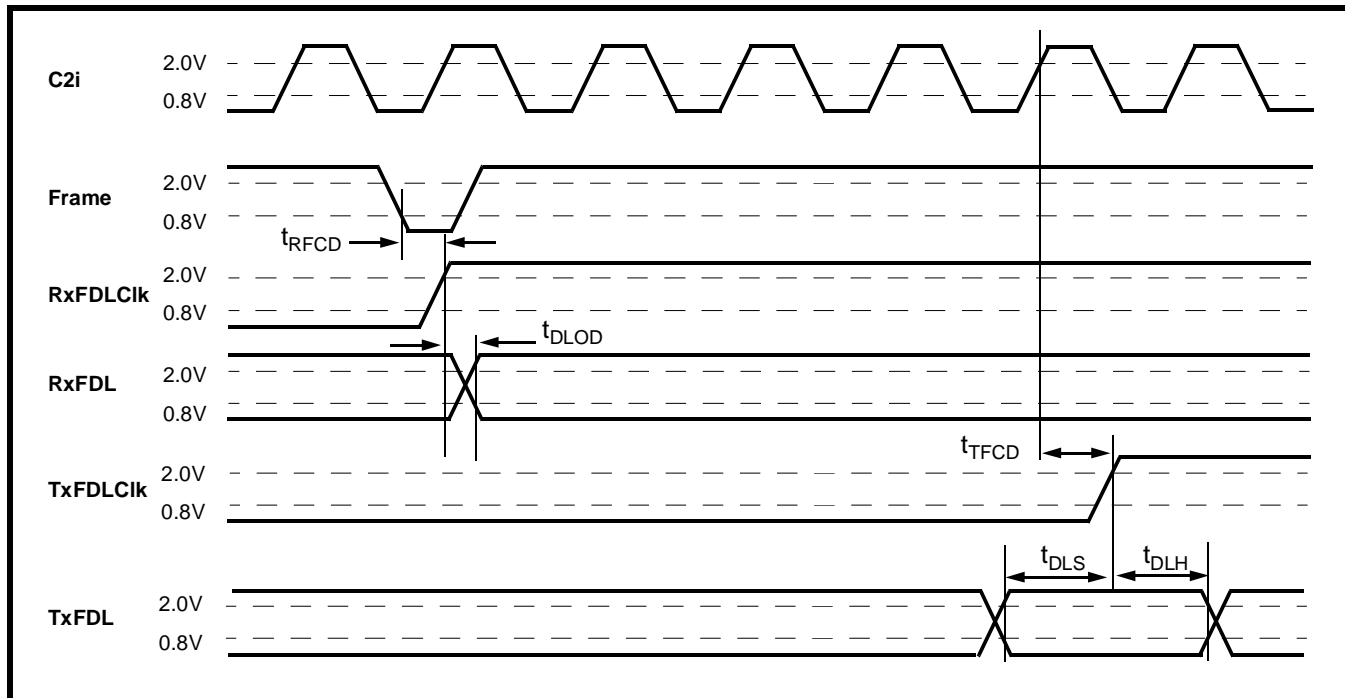 C2i
2.0V
0.8V
Frame
2.0V
0.8V
tRFCD
RxFDLClk
2.0V
0.8V
tDLOD
RxFDL
2.0V
0.8V
tTFCD
TxFDLClk
2.0V
0.8V
tDLS
tDLH
TxFDL
2.0V
0.8V